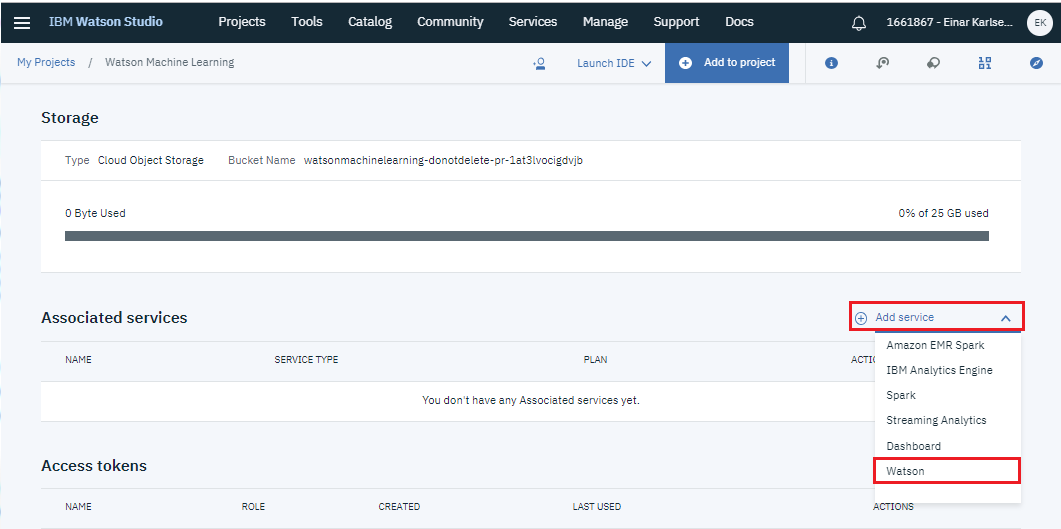 IBM Watson Studio Projects Tools Catalog Community Services Manage Support Docs 1661867 - Einar Karlse... EK
My Projects / Watson Machine Learning Launch IDE Add to project
Storage
Type Cloud Object Storage Bucket Name watsonmachinelearning-donotdelete-pr-1at3lvocigdvjb
0 Byte Used 0% of 25 GB used
Associated services Add service
Amazon EMR Spark
NAME SERVICE TYPE PLAN ACTIO
IBM Analytics Engine
Spark
You don't have any Associated services yet.
Streaming Analytics
Dashboard
Access tokens Watson
NAME ROLE CREATED LAST USED ACTIONS